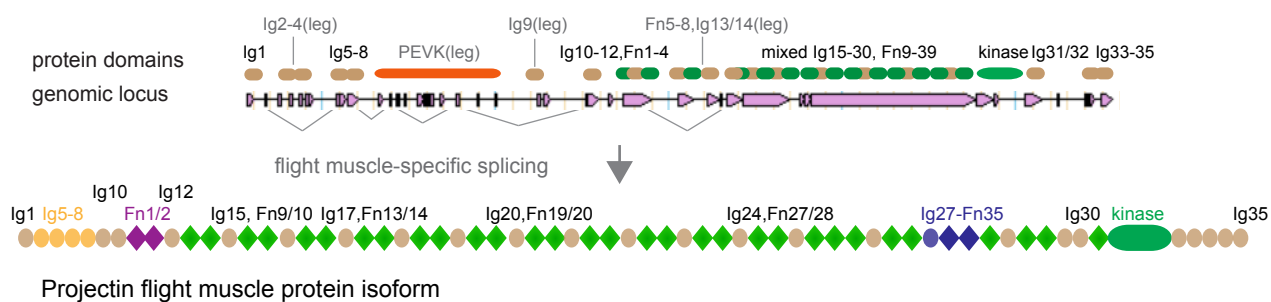 Ig2-4(leg) Ig9(leg) Fn5-8,Ig13/14(leg)
protein domains Ig1 Ig5-8 PEVK(leg) Ig10-12,Fn1-4 mixed Ig15-30, Fn9-39 kinase Ig31/32 Ig33-35
genomic locus
flight muscle-specific splicing
Ig10 Ig12
Ig1 Ig5-8 Fn1/2 Ig15, Fn9/10 Ig17,Fn13/14 Ig20,Fn19/20 Ig24,Fn27/28 Ig27-Fn35 Ig30 kinase Ig35
Projectin flight muscle protein isoform